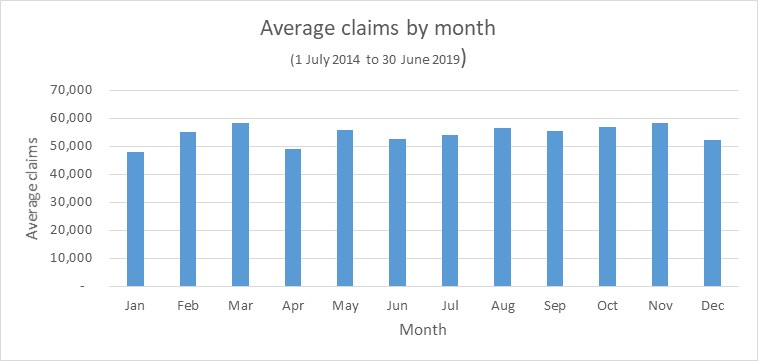 Average claims by month
(1 July 2014 to 30 June 2019)
70,000
60,000
50,000
40,000
30,000
20,000
10,000
-
Average claims
Jan Feb Mar Apr May Jun Jul Aug Sep Oct Nov Dec
Month